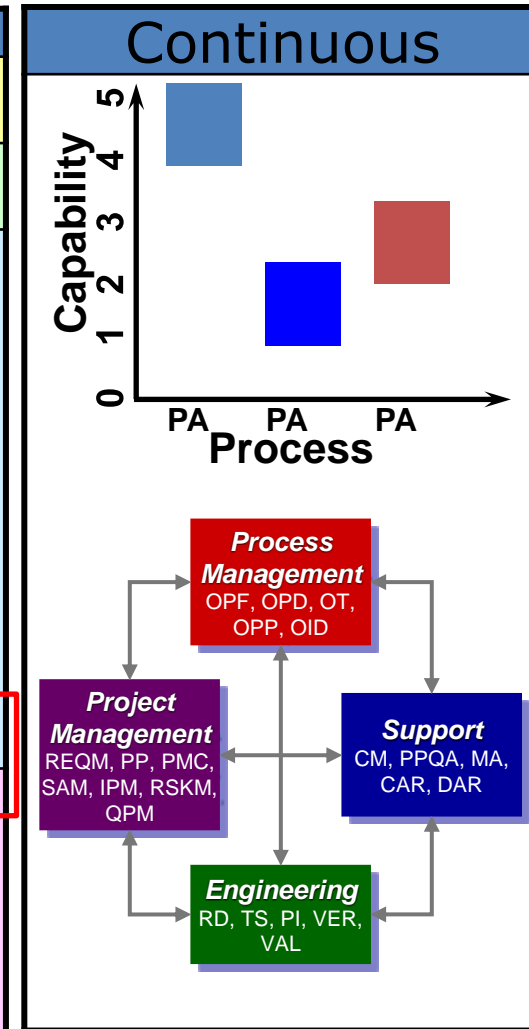 Continuous
Capability
5
4
3
2
1
0
PA PA PA
Process
Process
Management
OPF, OPD, OT,
OPP, OID
Project
Management
REQM, PP, PMC,
SAM, IPM, RSKM,
QPM
Support
CM, PPQA, MA,
CAR, DAR
Engineering
RD, TS, PI, VER,
VAL